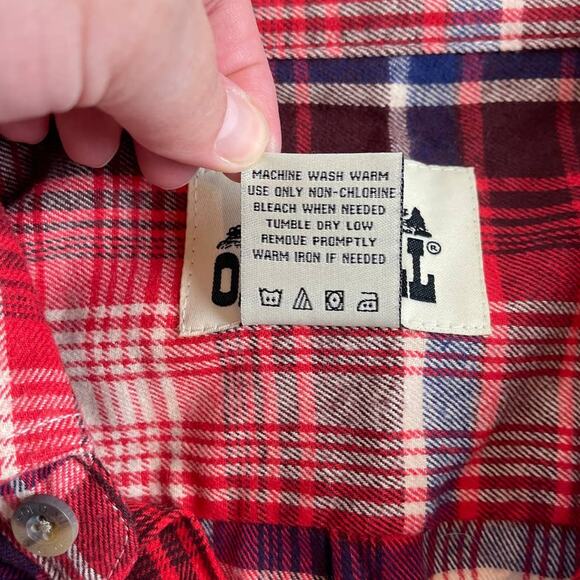 MACHINE WASH WARM
USE ONLY NON-CHLORINE
BLEACH WHEN NEEDED
TUMBLE DRY LOW
REMOVE PROMPTLY
WARM IRON IF NEEDED
®